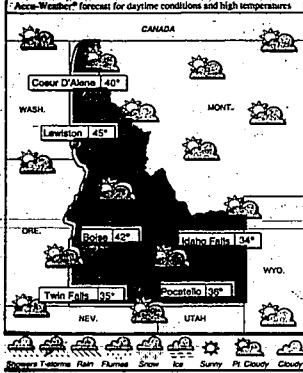 Accu-Weather® forecast for daytime conditions and high temperatures
CANADA
Coeur D'Alene 40°
WASH.
MONT.
Lewiston 45°
ORE.
Boise 42°
Idaho Falls 34°
WYO.
Twin Falls 35°
Pocatello 36°
NEV.
UTAH
Showers T-storms Rain Flurries Snow Ice Sunny Pt. Cloudy Cloudy